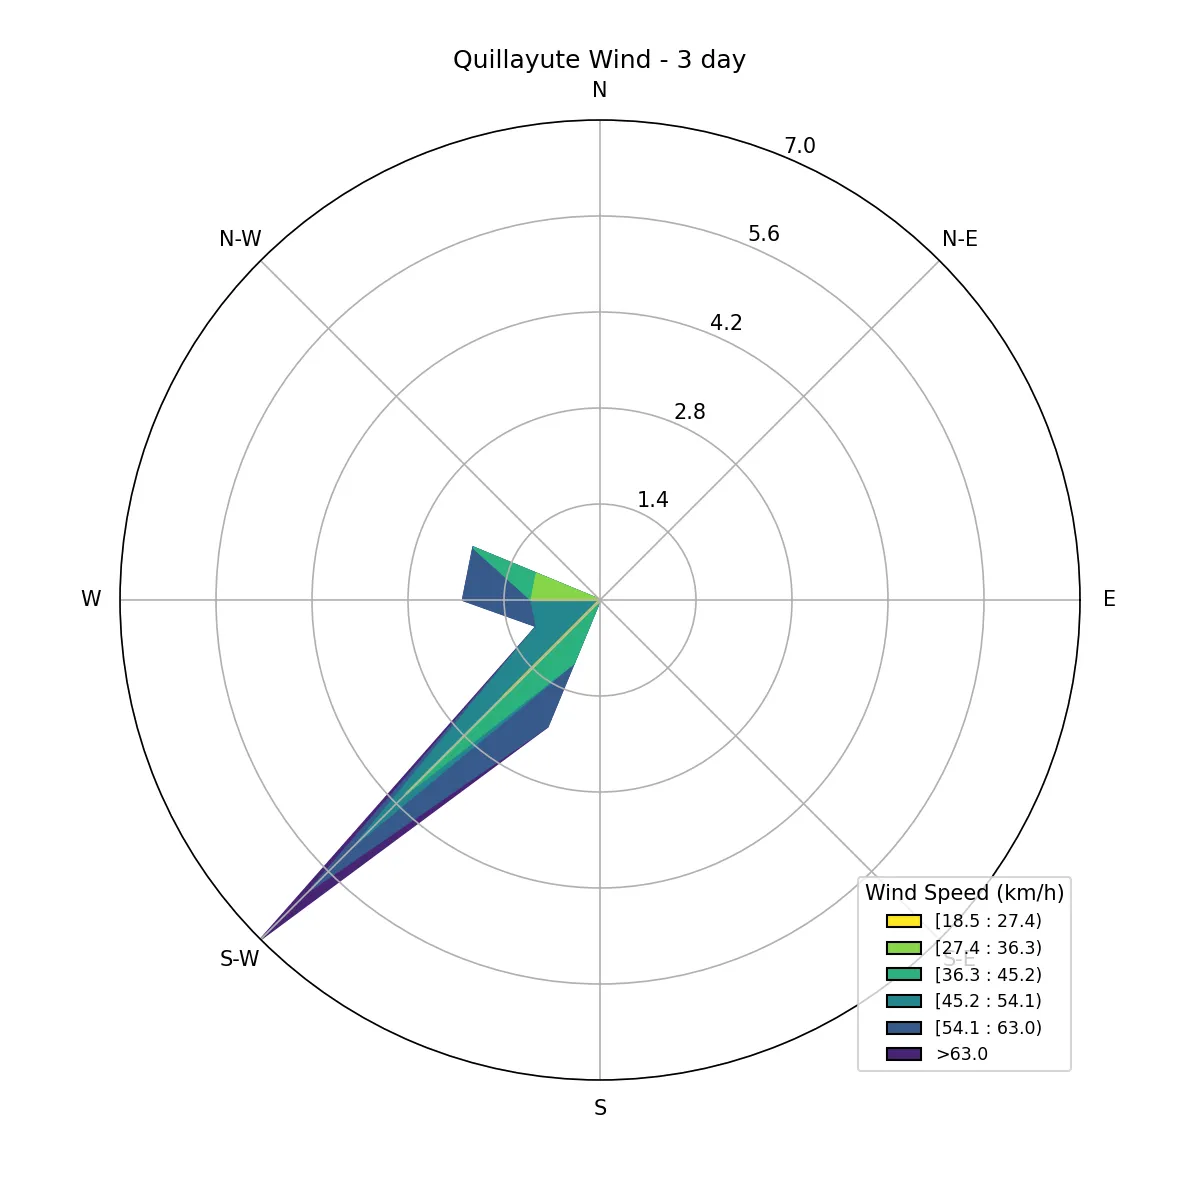 Quillayute Wind - 3 day
N
7.0
N-W
5.6
N-E
4.2
2.8
1.4
W
E
S-W
S-E
Wind Speed (km/h)
[18.5 : 27.4)
[27.4 : 36.3)
[36.3 : 45.2)
[45.2 : 54.1)
[54.1 : 63.0)
>63.0
S